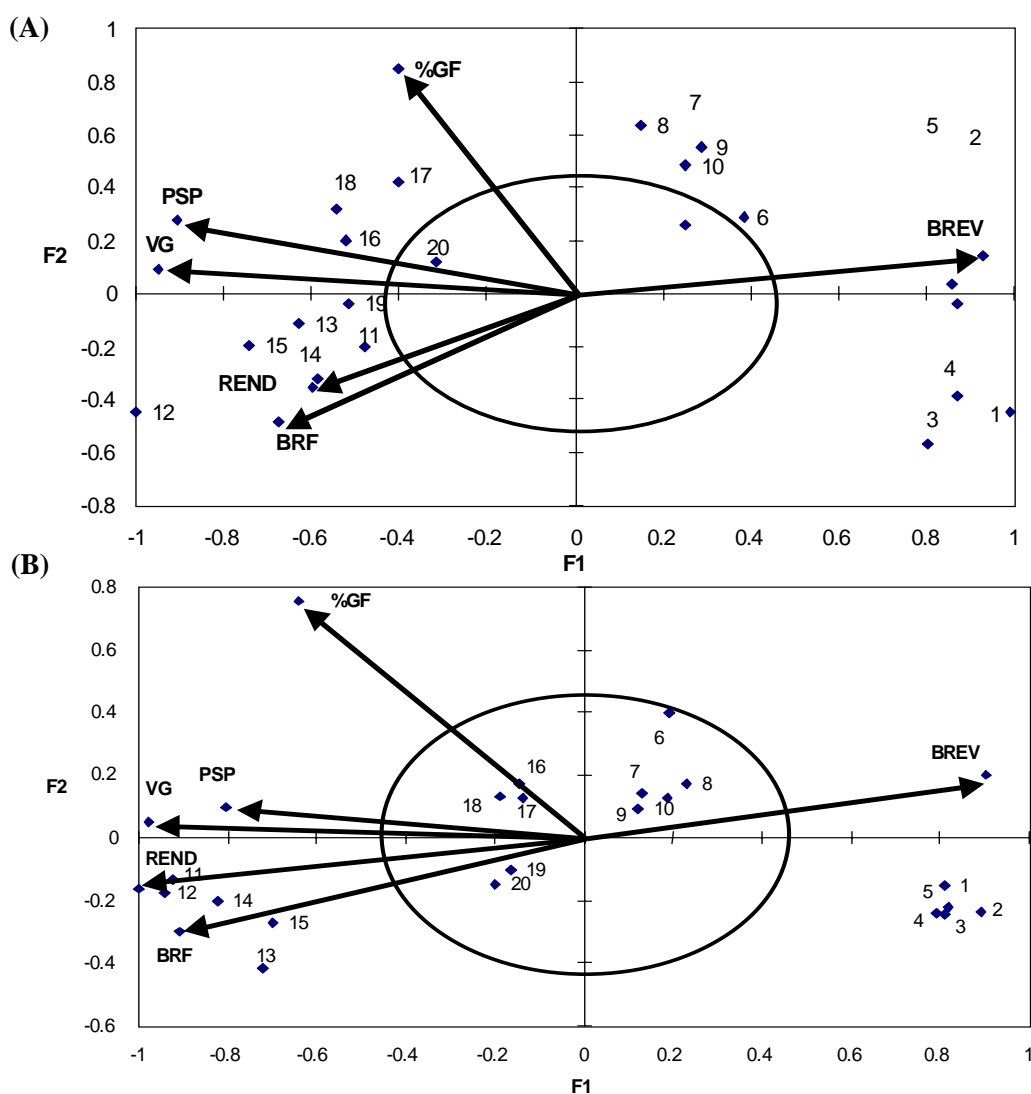 (A)
1
0.8
0.6
0.4
0.2
0
-0.2
-0.4
-0.6
-0.8
F2
%GF
7
8
5
2
9
10
17
18
PSP
16
6
VG
20
BREV
19
13
11
15
14
REND
4
12
3
1
BRF
-1 -0.8 -0.6 -0.4 -0.2 0 0.2 0.4 0.6 0.8 1
F1
(B)
0.8
0.6
0.4
0.2
0
-0.2
-0.4
-0.6
F2
%GF
6
BREV
16
VG
PSP
7
8
18
17
9
10
REND
11
19
12
20
5
1
14
4
3
2
15
BRF
13
-1 -0.8 -0.6 -0.4 -0.2 0 0.2 0.4 0.6 0.8 1
F1